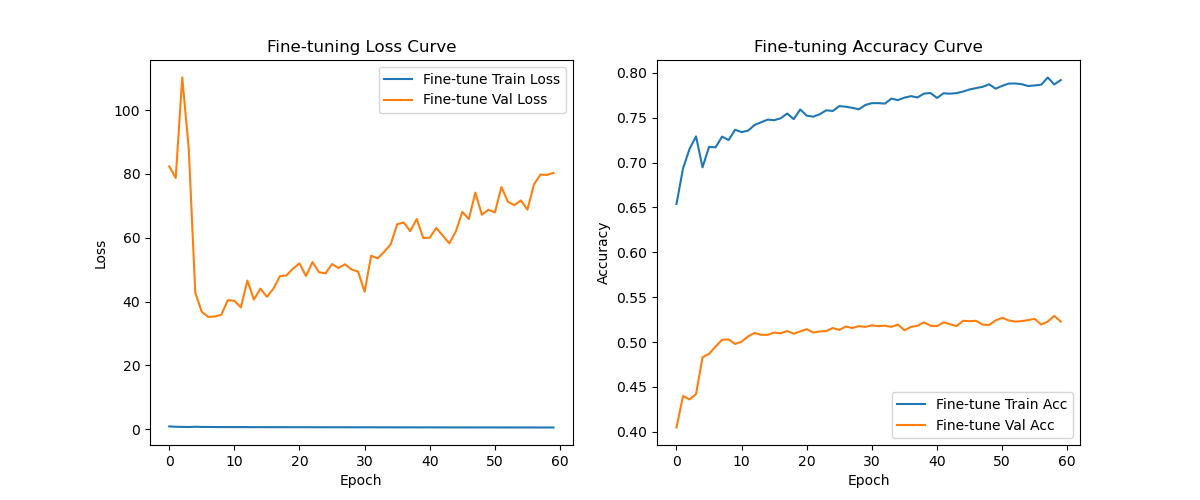 Fine-tuning Loss Curve
Fine-tune Train Loss
Fine-tune Val Loss
100
80
60
40
20
0
Loss
0 10 20 30 40 50 60
Epoch
Fine-tuning Accuracy Curve
0.80
0.75
0.70
0.65
0.60
0.55
0.50
0.45
0.40
Accuracy
Fine-tune Train Acc
Fine-tune Val Acc
0 10 20 30 40 50 60
Epoch